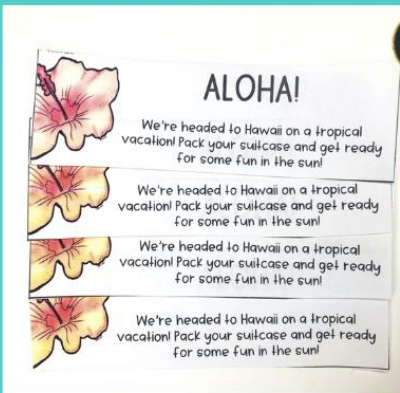 ALOHA!
We're headed to Hawaii on a tropical
vacation! Pack your suitcase and get ready
for some fun in the sun!
We're headed to Hawaii on a tropical
vacation! Pack your suitcase and get ready
for some fun in the sun!
We're headed to Hawaii on a tropical
vacation! Pack your suitcase and get ready
for some fun in the sun!
We're headed to Hawaii on a tropical
vacation! Pack your suitcase and get ready
for some fun in the sun!